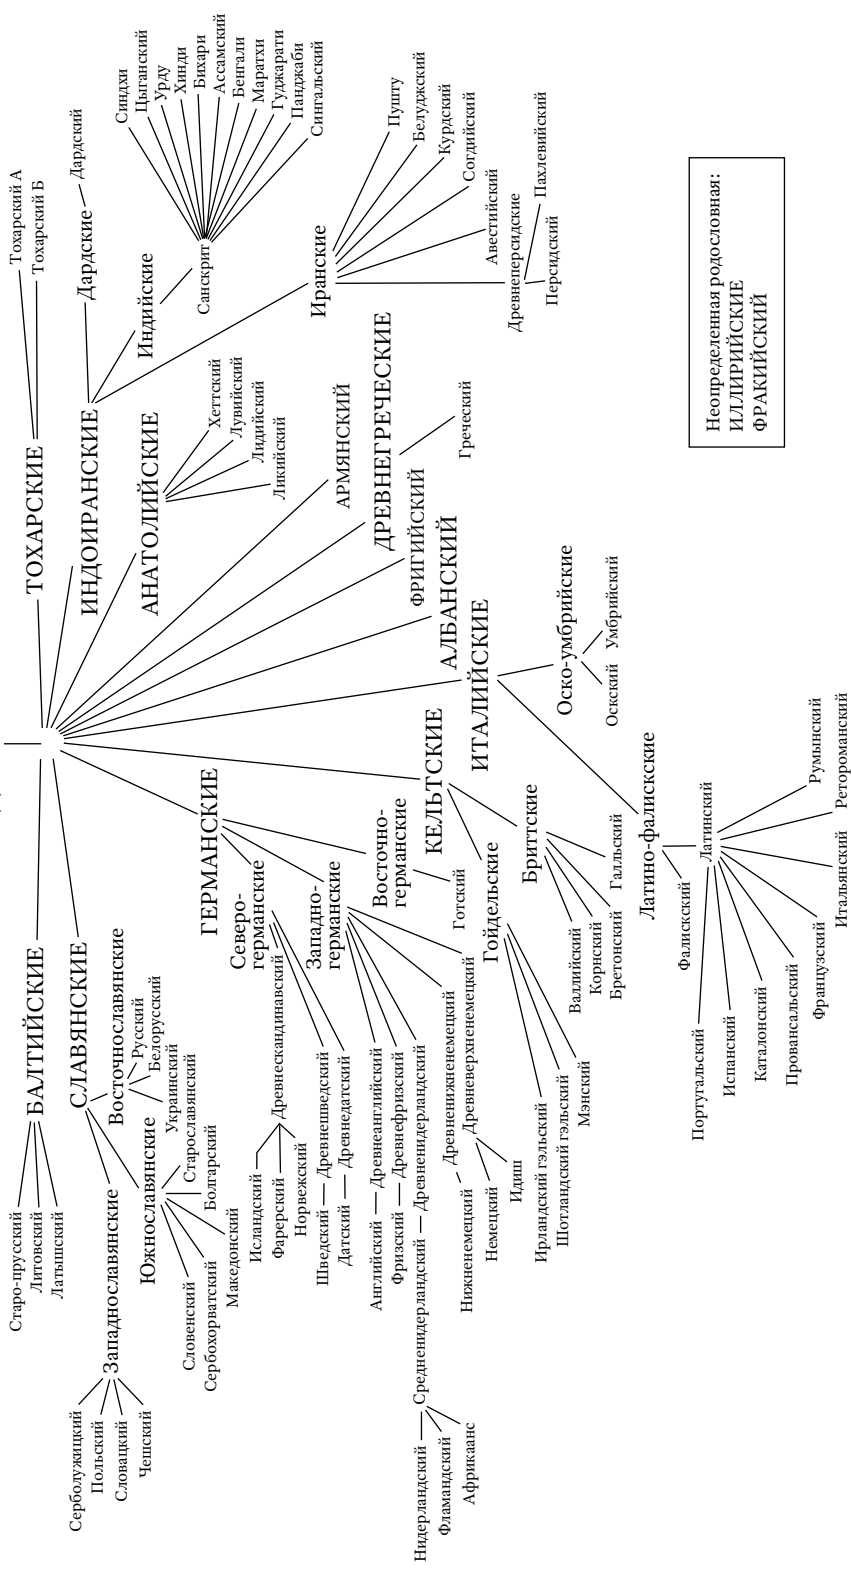 Старо-прусский
Литовский
Латышский
БАЛТИЙСКИЕ
СЛАВЯНСКИЕ
Восточнославянские
Русский
Белорусский
Украинский
Западнославянские
Серболужицкий
Польский
Словацкий
Чешский
Южнославянские
Старославянский
Болгарский
Македонский
Сербохорватский
Словенский
ГЕРМАНСКИЕ
Северо-
германские
Древнескандинавский
Исландский
Фарерский
Норвежский
Шведский — Древнешведский
Датский — Древнедатский
Западно-
германские
Английский — Древнеанглийский
Фризский — Древнефризский
Нидерландский — Средненидерландский — Древненидерландский
Фламандский
Африкаанс
Нижненемецкий – Древненижненемецкий
Древневерхненемецкий
Немецкий
Идиш
Восточно-
германские
Готский
КЕЛЬТСКИЕ
Гойдельские
Ирландский гэльский
Шотландский гэльский
Мэнский
Бриттские
Валлийский
Корнский
Бретонский
Галльский
ИТАЛИЙСКИЕ
Оско-умбрийские
Оскский
Умбрийский
Латино-фалискские
Фалискский
Латинский
Португальский
Испанский
Каталонский
Провансальский
Французский
Итальянский
Ретороманский
Румынский
АЛБАНСКИЙ
ФРИГИЙСКИЙ
ДРЕВНЕГРЕЧЕСКИЕ
Греческий
АРМЯНСКИЙ
АНАТОЛИЙСКИЕ
Хеттский
Лувийский
Лидийский
Ликийский
ИНДОИРАНСКИЕ
Дардские
Дардский
Индийские
Санскрит
Синдхи
Цыганский
Урду
Хинди
Бихари
Ассамский
Бенгали
Маратхи
Гуджарати
Панджаби
Сингальский
Иранские
Пушту
Белуджский
Курдский
Согдийский
Авестийский
Древнеперсидские
Пахлевийский
Персидский
ТОХАРСКИЕ
Тохарский А
Тохарский Б
Неопределенная родословная:
ИЛЛИРИЙСКИЕ
ФРАКИЙСКИЙ